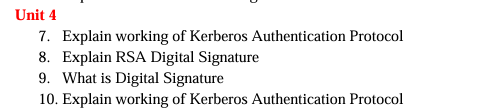 Unit 4
7. Explain working of Kerberos Authentication Protocol
8. Explain RSA Digital Signature
9. What is Digital Signature
10. Explain working of Kerberos Authentication Protocol